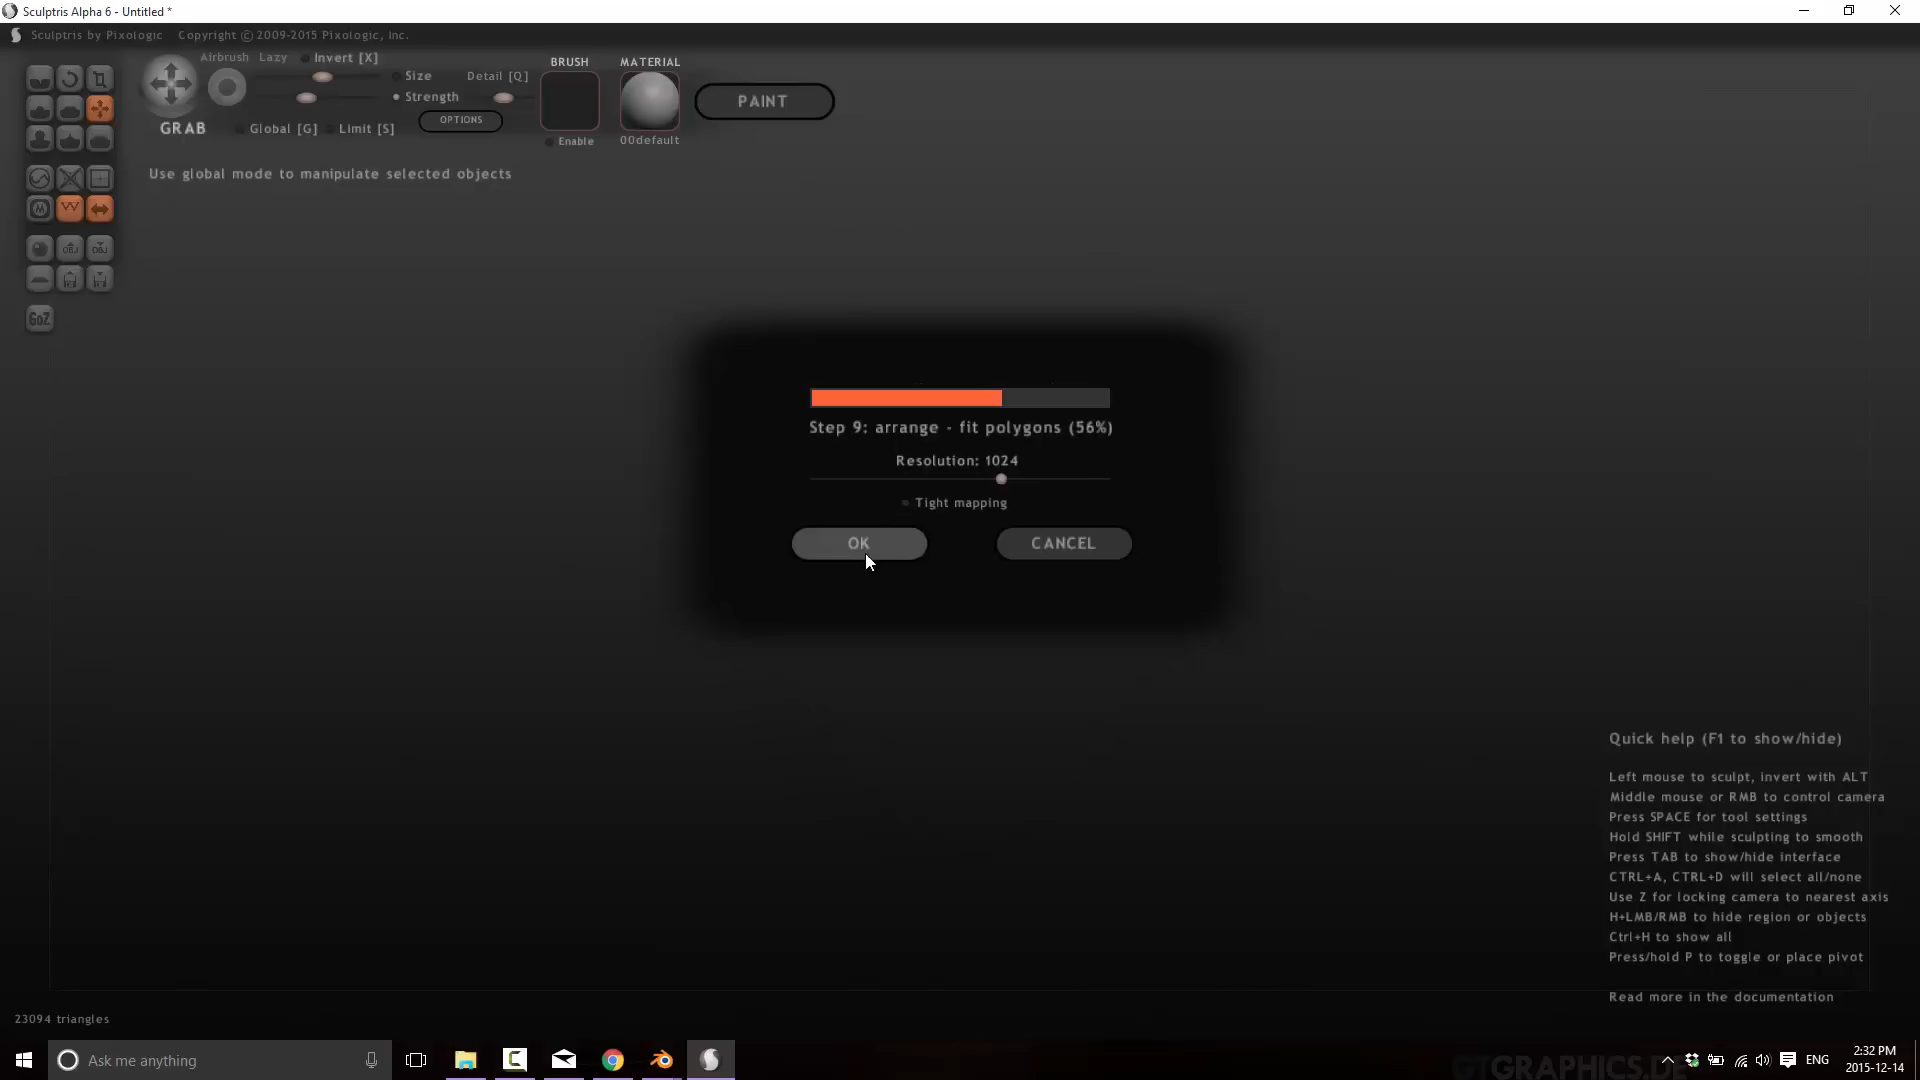 Sculptris Alpha 6 - Untitled *
Sculptris by Pixologic Copyright © 2009-2015 Pixologic, Inc.
Airbrush Lazy Invert [X]
Size Detail [Q]
Strength
GRAB
Global [G] Limit [S]
OPTIONS
BRUSH
Enable
MATERIAL
00default
PAINT
Use global mode to manipulate selected objects
OBJ OBJ
GoZ
Step 9: arrange - fit polygons (56%)
Resolution: 1024
Tight mapping
OK CANCEL
Quick help (F1 to show/hide)
Left mouse to sculpt, invert with ALT
Middle mouse or RMB to control camera
Press SPACE for tool settings
Hold SHIFT while sculpting to smooth
Press TAB to show/hide interface
CTRL+A, CTRL+D will select all/none
Use Z for locking camera to nearest axis
H+LMB/RMB to hide region or objects
Ctrl+H to show all
Press/hold P to toggle or place pivot
Read more in the documentation
23094 triangles
Ask me anything
GTGRAPHICS.DE
ENG
2:32 PM
2015-12-14